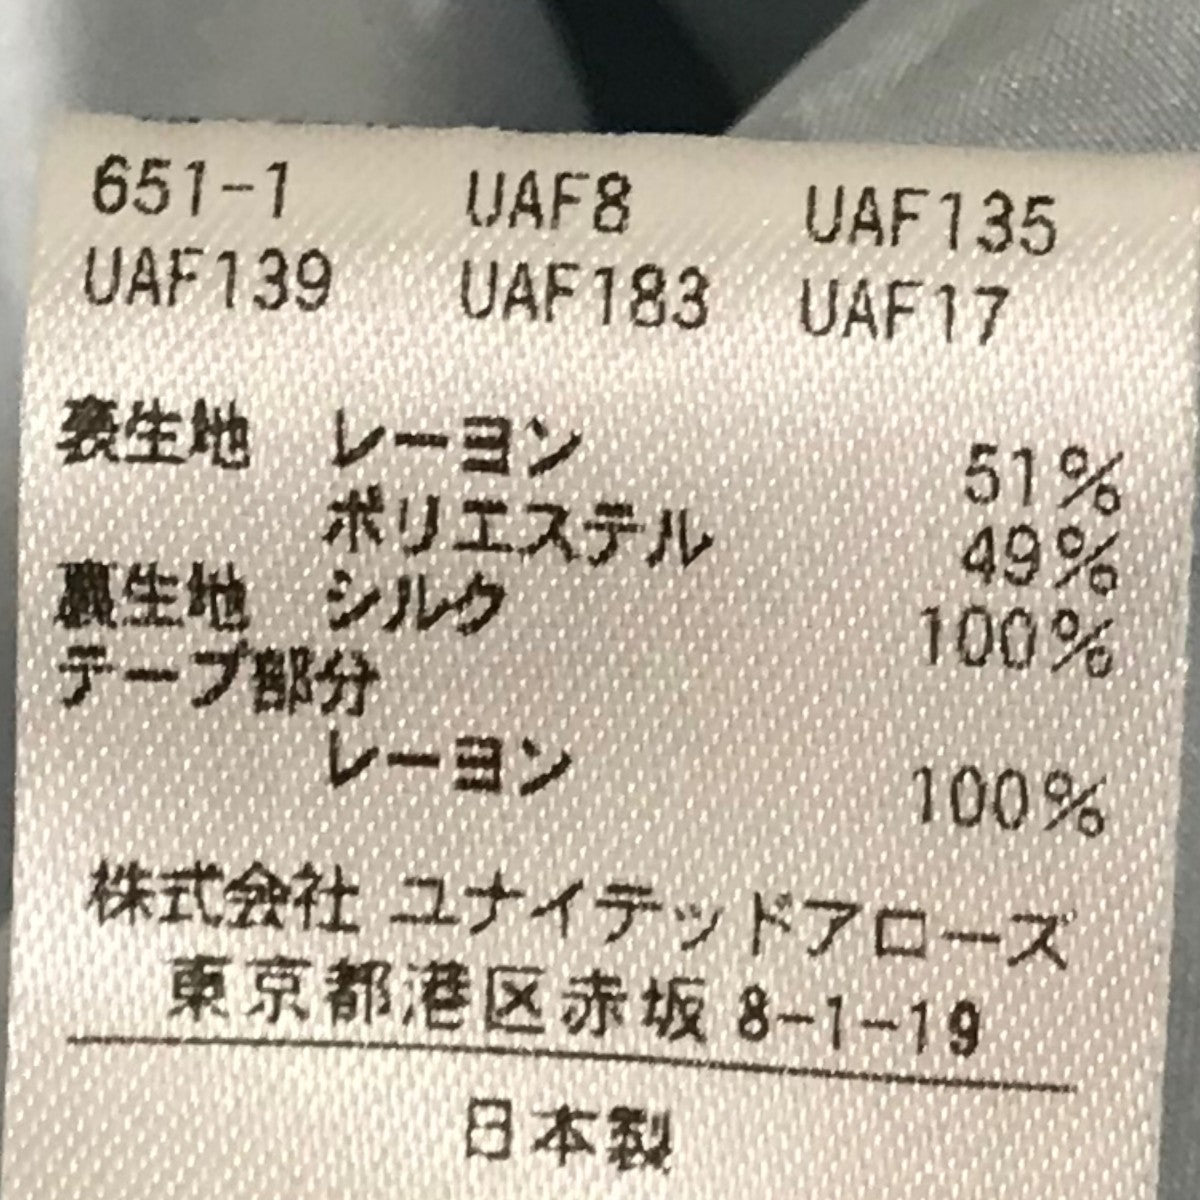 651-1 UAF8 UAF135
UAF139 UAF183 UAF17
表生地 レーヨン 51%
ポリエステル 49%
裏生地 シルク 100%
テープ部分
レーヨン 100%
株式会社 ユナイテッドアローズ
東京都港区赤坂 8-1-19
日本製